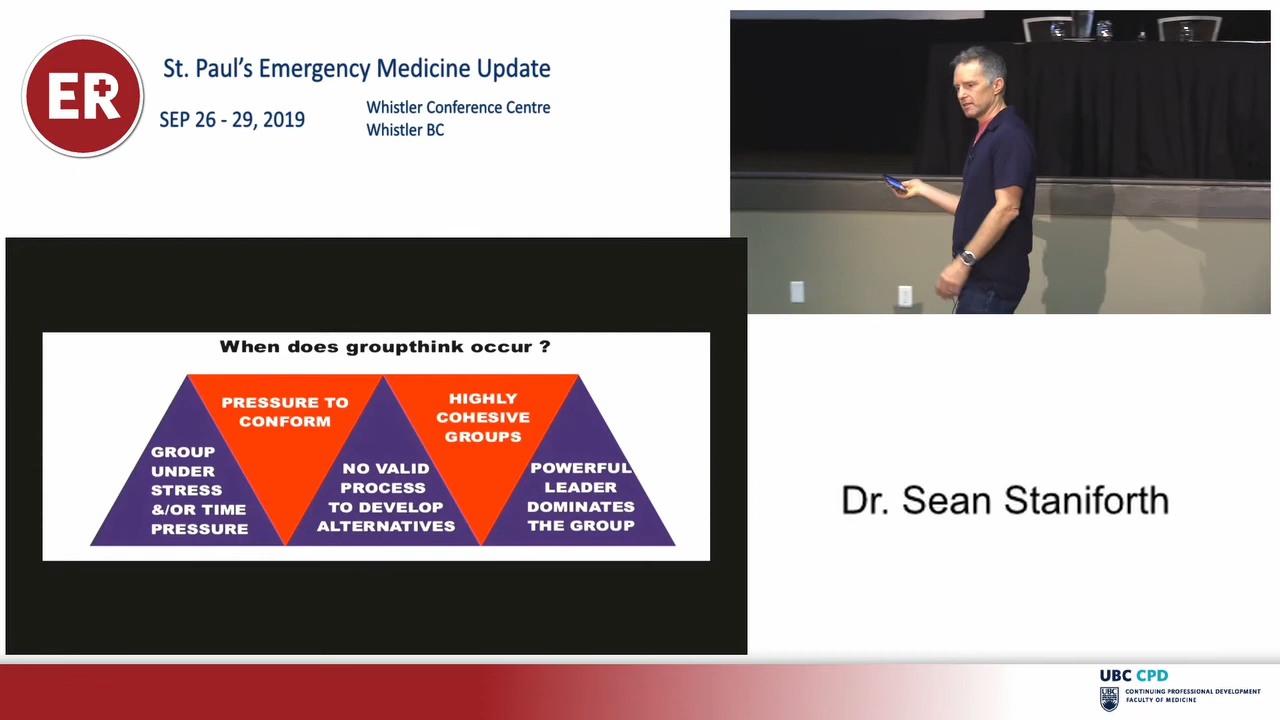 ER
St. Paul's Emergency Medicine Update
SEP 26 - 29, 2019
Whistler Conference Centre
Whistler BC
When does groupthink occur ?
GROUP
UNDER
STRESS
&/OR TIME
PRESSURE
PRESSURE TO
CONFORM
NO VALID
PROCESS
TO DEVELOP
ALTERNATIVES
HIGHLY
COHESIVE
GROUPS
POWERFUL
LEADER
DOMINATES
THE GROUP
Dr. Sean Staniforth
UBC CPD
UBC
CONTINUING PROFESSIONAL DEVELOPMENT
FACULTY OF MEDICINE